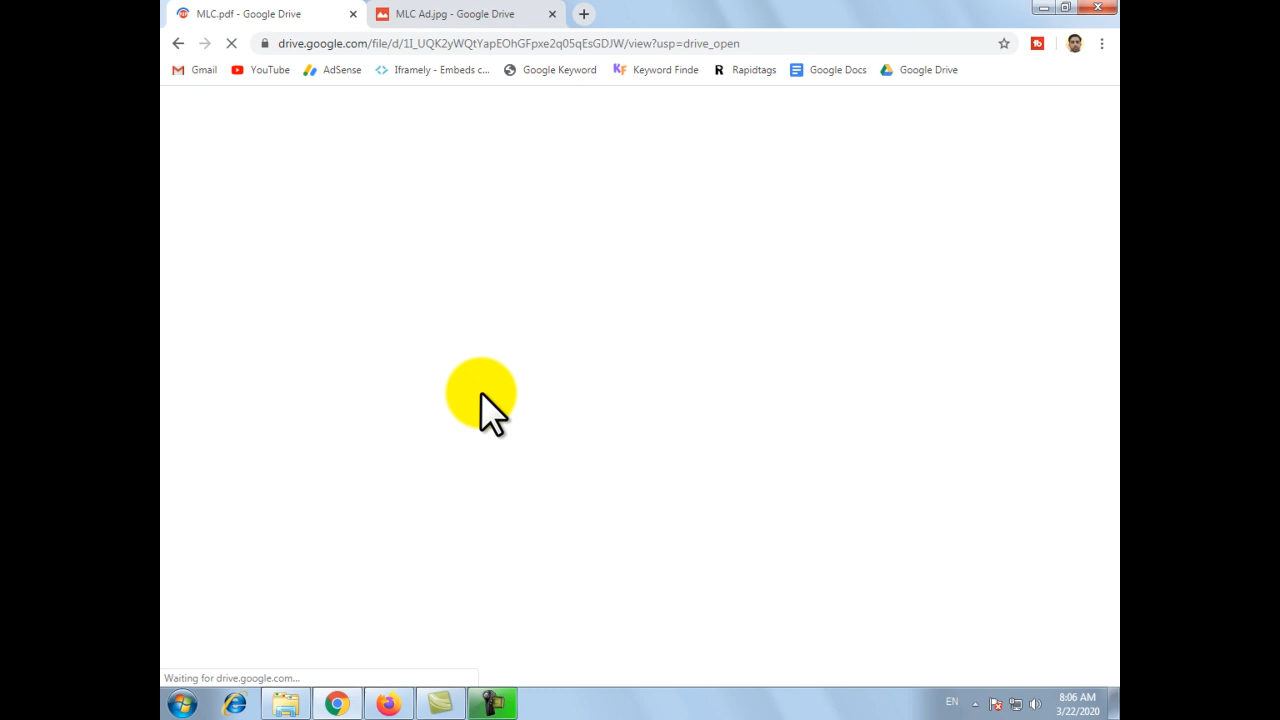 MLC.pdf - Google Drive
MLC Ad.jpg - Google Drive
drive.google.com/file/d/1I_UQK2yWQtYapEOhGFpxe2q05qEsGDJW/view?usp=drive_open
Gmail YouTube AdSense Iframely - Embeds c... Google Keyword Keyword Finde Rapidtags Google Docs Google Drive
Waiting for drive.google.com...
EN
8:06 AM
3/22/2020